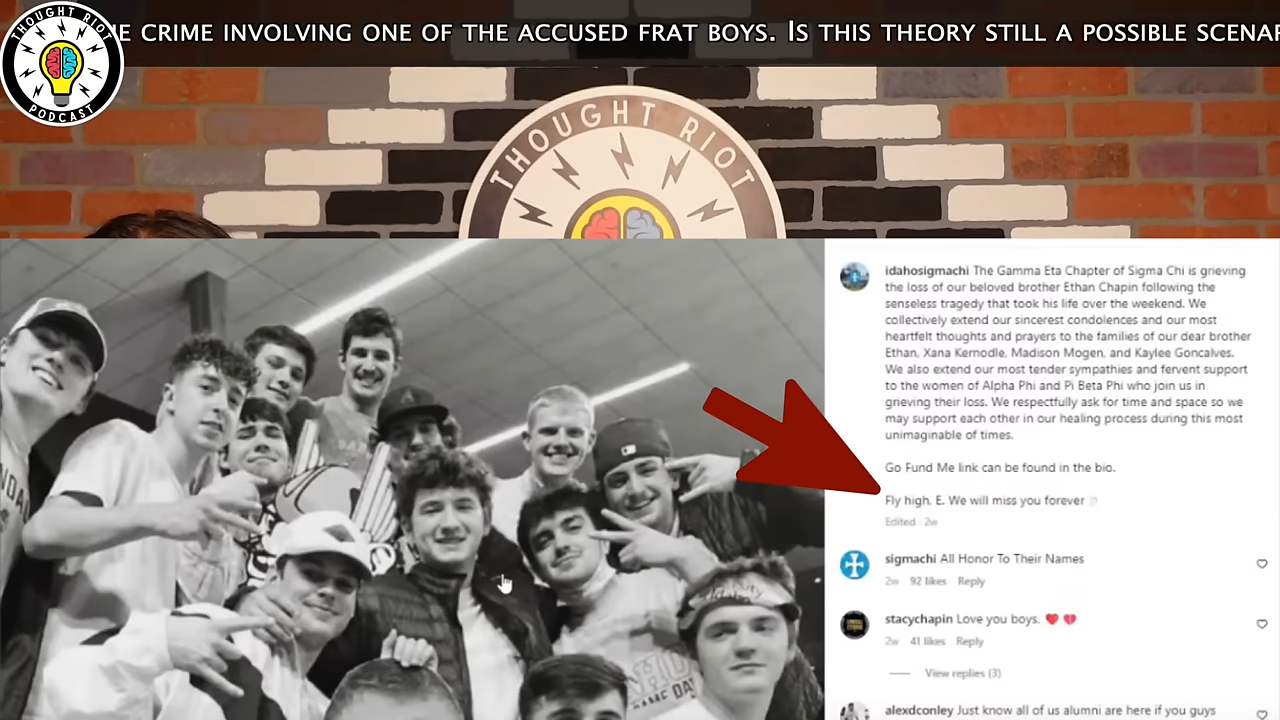 E CRIME INVOLVING ONE OF THE ACCUSED FRAT BOYS. IS THIS THEORY STILL A POSSIBLE SCENAR
THOUGHT RIOT
PODCAST
THOUGHT RIOT
idahosigmachi The Gamma Eta Chapter of Sigma Chi is grieving
the loss of our beloved brother Ethan Chapin following the
senseless tragedy that took his life over the weekend. We
collectively extend our sincerest condolences and our most
heartfelt thoughts and prayers to the families of our dear brother
Ethan, Xana Kernodle, Madison Mogen, and Kaylee Goncalves.
We also extend our most tender sympathies and fervent support
to the women of Alpha Phi and Pi Beta Phi who join us in
grieving their loss. We respectfully ask for time and space so we
may support each other in our healing process during this most
unimaginable of times.
Go Fund Me link can be found in the bio.
Fly high, E. We will miss you forever
Edited · 2w
sigmachi All Honor To Their Names
2w 92 likes Reply
stacychapin Love you boys. ❤️ 💔
2w 41 likes Reply
View replies (3)
alexdconley Just know all of us alumni are here if you guys
GAME DAY